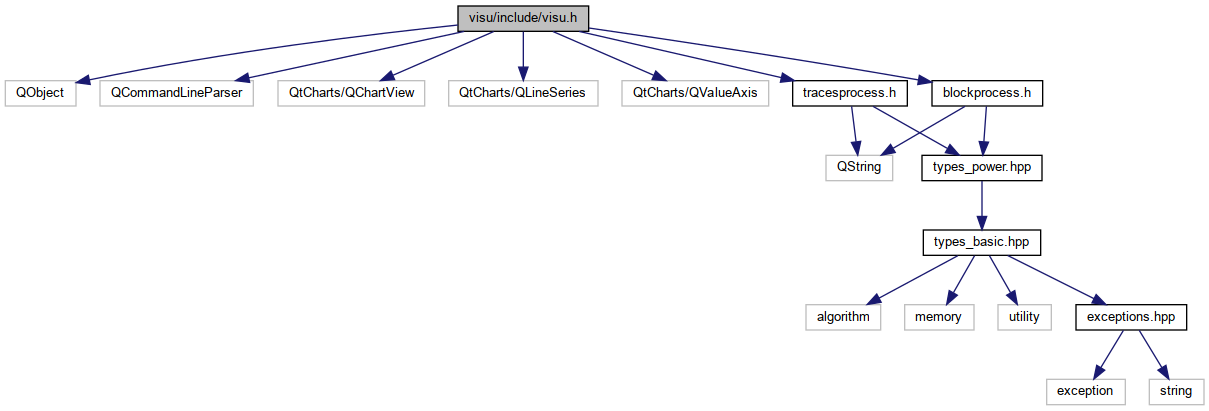 visu/include/visu.h
QObject
QCommandLineParser
QtCharts/QChartView
QtCharts/QLineSeries
QtCharts/QValueAxis
tracesprocess.h
blockprocess.h
QString
types_power.hpp
types_basic.hpp
algorithm
memory
utility
exceptions.hpp
exception
string